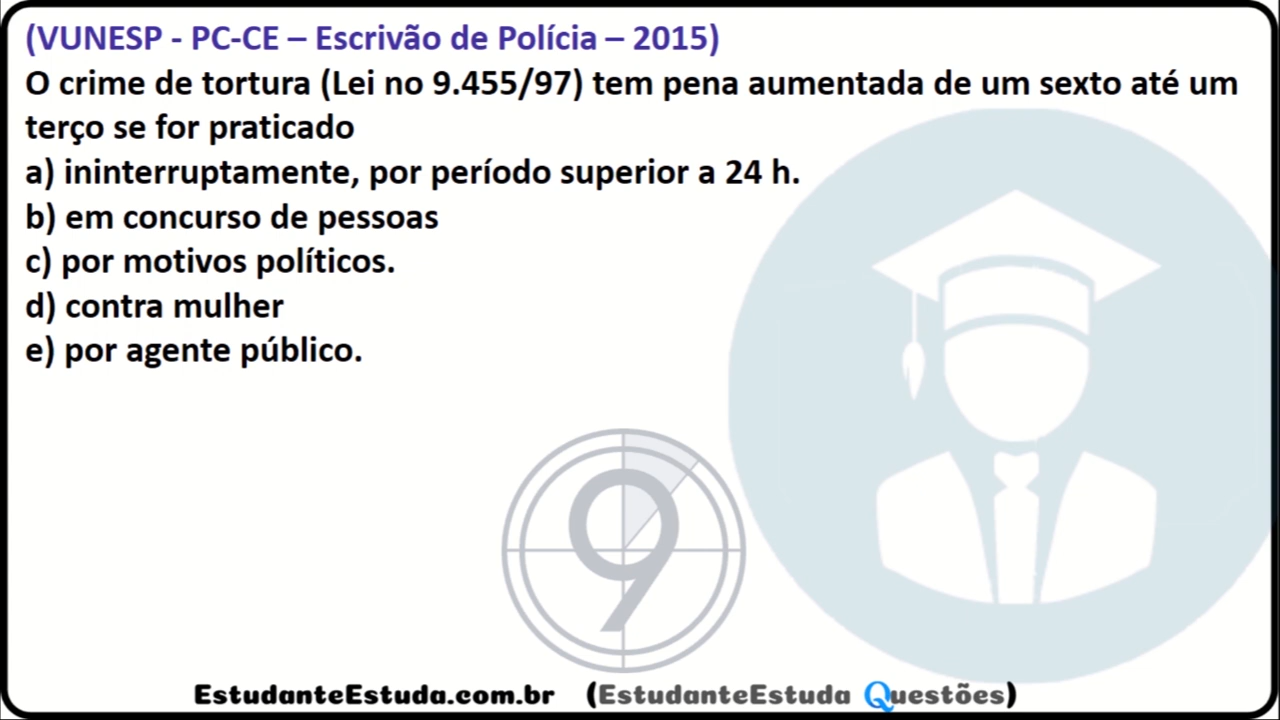 (VUNESP - PC-CE – Escrivão de Polícia – 2015)
O crime de tortura (Lei no 9.455/97) tem pena aumentada de um sexto até um
terço se for praticado
a) ininterruptamente, por período superior a 24 h.
b) em concurso de pessoas
c) por motivos políticos.
d) contra mulher
e) por agente público.
9
EstudanteEstuda.com.br (EstudanteEstuda Questões)